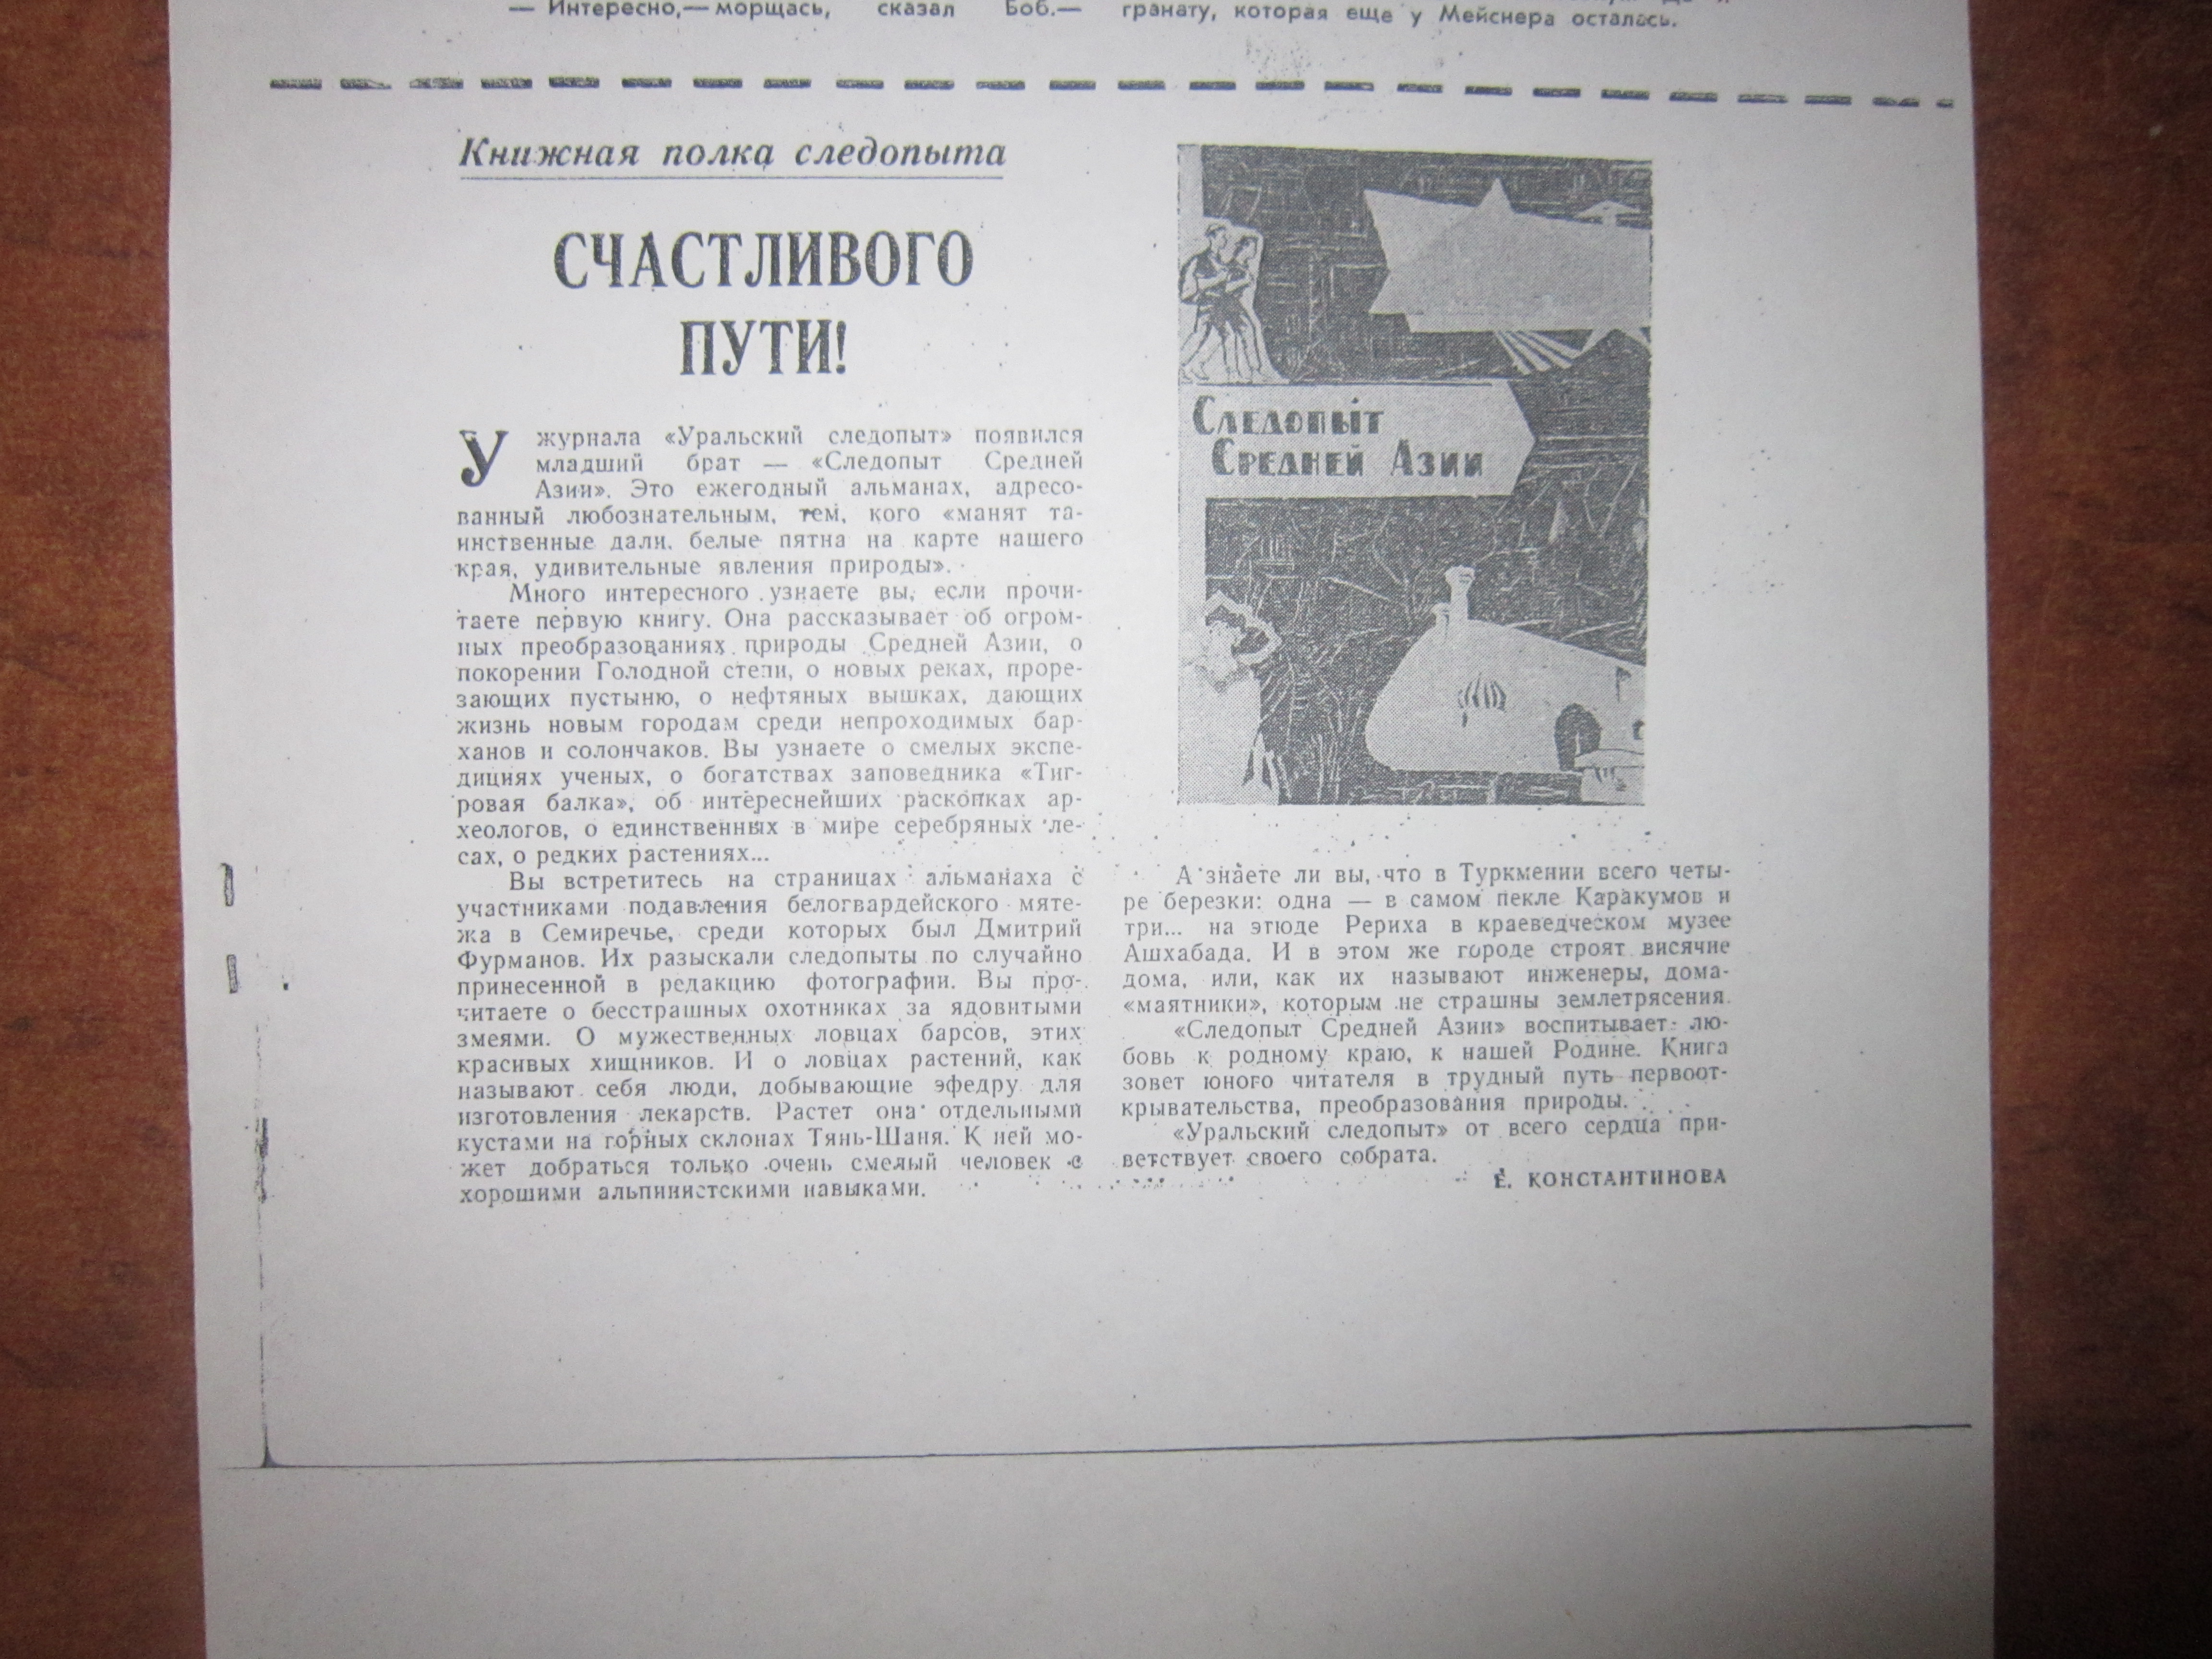 — Интересно,— морщась, сказал Боб.—
гранату, которая еще у Мейснера осталась.
Книжная полка следопыта
СЧАСТЛИВОГО
ПУТИ!
У журнала «Уральский следопыт» появился
младший брат — «Следопыт Средней
Азии». Это ежегодный альманах, адресо-
ванный любознательным, тем, кого «манят та-
инственные дали, белые пятна на карте нашего
края, удивительные явления природы».
Много интересного узнаете вы, если прочи-
таете первую книгу. Она рассказывает об огром-
ных преобразованиях природы Средней Азии, о
покорении Голодной степи, о новых реках, проре-
зающих пустыню, о нефтяных вышках, дающих
жизнь новым городам среди непроходимых бар-
ханов и солончаков. Вы узнаете о смелых экспе-
дициях ученых, о богатствах заповедника «Тиг-
ровая балка», об интереснейших раскопках ар-
хеологов, о единственных в мире серебряных ле-
сах, о редких растениях...
Вы встретитесь на страницах альманаха с
участниками подавления белогвардейского мяте-
жа в Семиречье, среди которых был Дмитрий
Фурманов. Их разыскали следопыты по случайно
принесенной в редакцию фотографии. Вы про-
читаете о бесстрашных охотниках за ядовитыми
змеями. О мужественных ловцах барсов, этих
красивых хищников. И о ловцах растений, как
называют себя люди, добывающие эфедру для
изготовления лекарств. Растет она отдельными
кустами на горных склонах Тянь-Шаня. К ней мо-
жет добраться только очень смелый человек с
хорошими альпинистскими навыками.
Следопыт
Средней Азии
А знаете ли вы, что в Туркмении всего четы-
ре березки: одна — в самом пекле Каракумов и
три... на этюде Рериха в краеведческом музее
Ашхабада. И в этом же городе строят висячие
дома, или, как их называют инженеры, дома-
«маятники», которым не страшны землетрясения.
«Следопыт Средней Азии» воспитывает лю-
бовь к родному краю, к нашей Родине. Книга
зовет юного читателя в трудный путь первоот-
крывательства, преобразования природы.
«Уральский следопыт» от всего сердца при-
ветствует своего собрата.
Е. КОНСТАНТИНОВА